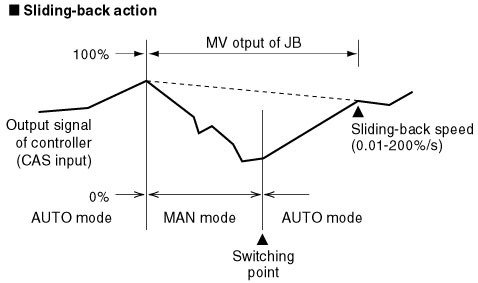 ■ Sliding-back action
MV otput of JB
100%
Output signal
of controller
(CAS input)
Sliding-back speed
(0.01-200%/s)
0%
AUTO mode
MAN mode
AUTO mode
Switching
point